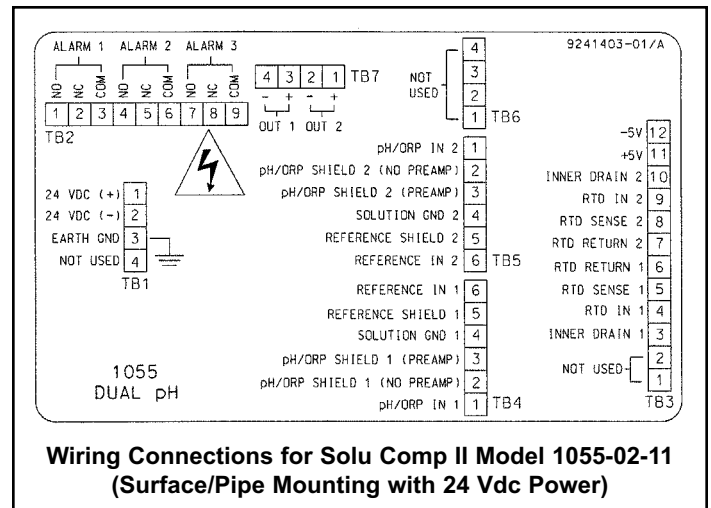 ALARM 1 ALARM 2 ALARM 3
NO NC COM NO NC COM NO NC COM
1 2 3 4 5 6 7 8 9
TB2
4 3 2 1 TB7
- + - +
OUT 1 OUT 2
NOT USED
4
3
2
1 TB6
9241403-01/A
24 VDC (+) 1
24 VDC (-) 2
EARTH GND 3
NOT USED 4
TB1
pH/ORP IN 2 1
pH/ORP SHIELD 2 (NO PREAMP) 2
pH/ORP SHIELD 2 (PREAMP) 3
SOLUTION GND 2 4
REFERENCE SHIELD 2 5
REFERENCE IN 2 6 TB5
REFERENCE IN 1 6
REFERENCE SHIELD 1 5
SOLUTION GND 1 4
pH/ORP SHIELD 1 (PREAMP) 3
pH/ORP SHIELD 1 (NO PREAMP) 2
pH/ORP IN 1 1 TB4
-5V 12
+5V 11
INNER DRAIN 2 10
RTD IN 2 9
RTD SENSE 2 8
RTD RETURN 2 7
RTD RETURN 1 6
RTD SENSE 1 5
RTD IN 1 4
INNER DRAIN 1 3
NOT USED 2
1
TB3
1055
DUAL pH
Wiring Connections for Solu Comp II Model 1055-02-11
(Surface/Pipe Mounting with 24 Vdc Power)